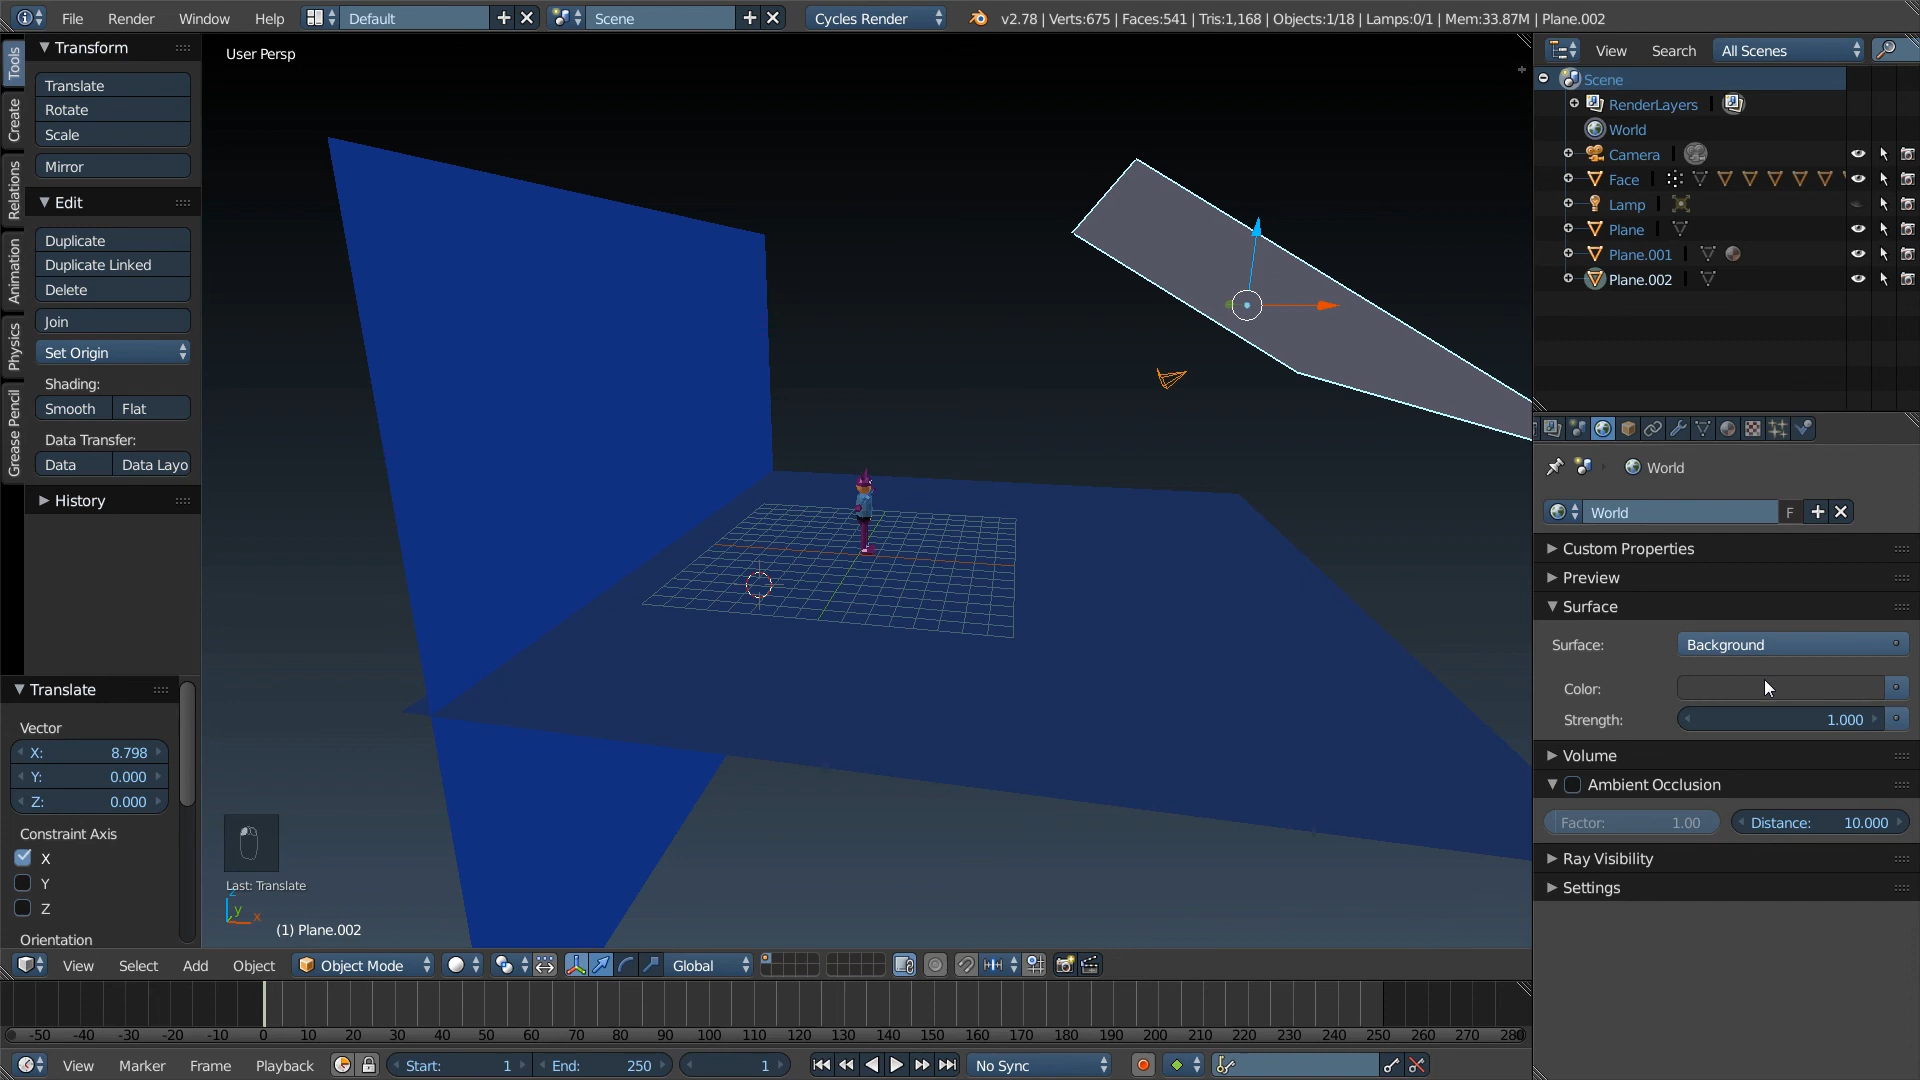 File Render Window Help Default Scene Cycles Render v2.78 | Verts:675 | Faces:541 | Tris:1,168 | Objects:1/18 | Lamps:0/1 | Mem:33.87M | Plane.002
Tools
Create
Relations
Animation
Physics
Grease Pencil
Transform
Translate
Rotate
Scale
Mirror
Edit
Duplicate
Duplicate Linked
Delete
Join
Set Origin
Shading:
Smooth Flat
Data Transfer:
Data Data Layo
History
Translate
Vector
X: 8.798
Y: 0.000
Z: 0.000
Constraint Axis
X
Y
Z
Orientation
User Persp
Last: Translate
z
y
x
(1) Plane.002
View Search All Scenes
Scene
RenderLayers
World
Camera
Face
Lamp
Plane
Plane.001
Plane.002
World
World F
Custom Properties
Preview
Surface
Surface: Background
Color:
Strength: 1.000
Volume
Ambient Occlusion
Factor: 1.00 Distance: 10.000
Ray Visibility
Settings
View Select Add Object Object Mode Global
-50 -40 -30 -20 -10 0 10 20 30 40 50 60 70 80 90 100 110 120 130 140 150 160 170 180 190 200 210 220 230 240 250 260 270 280
View Marker Frame Playback Start: 1 End: 250 1 No Sync